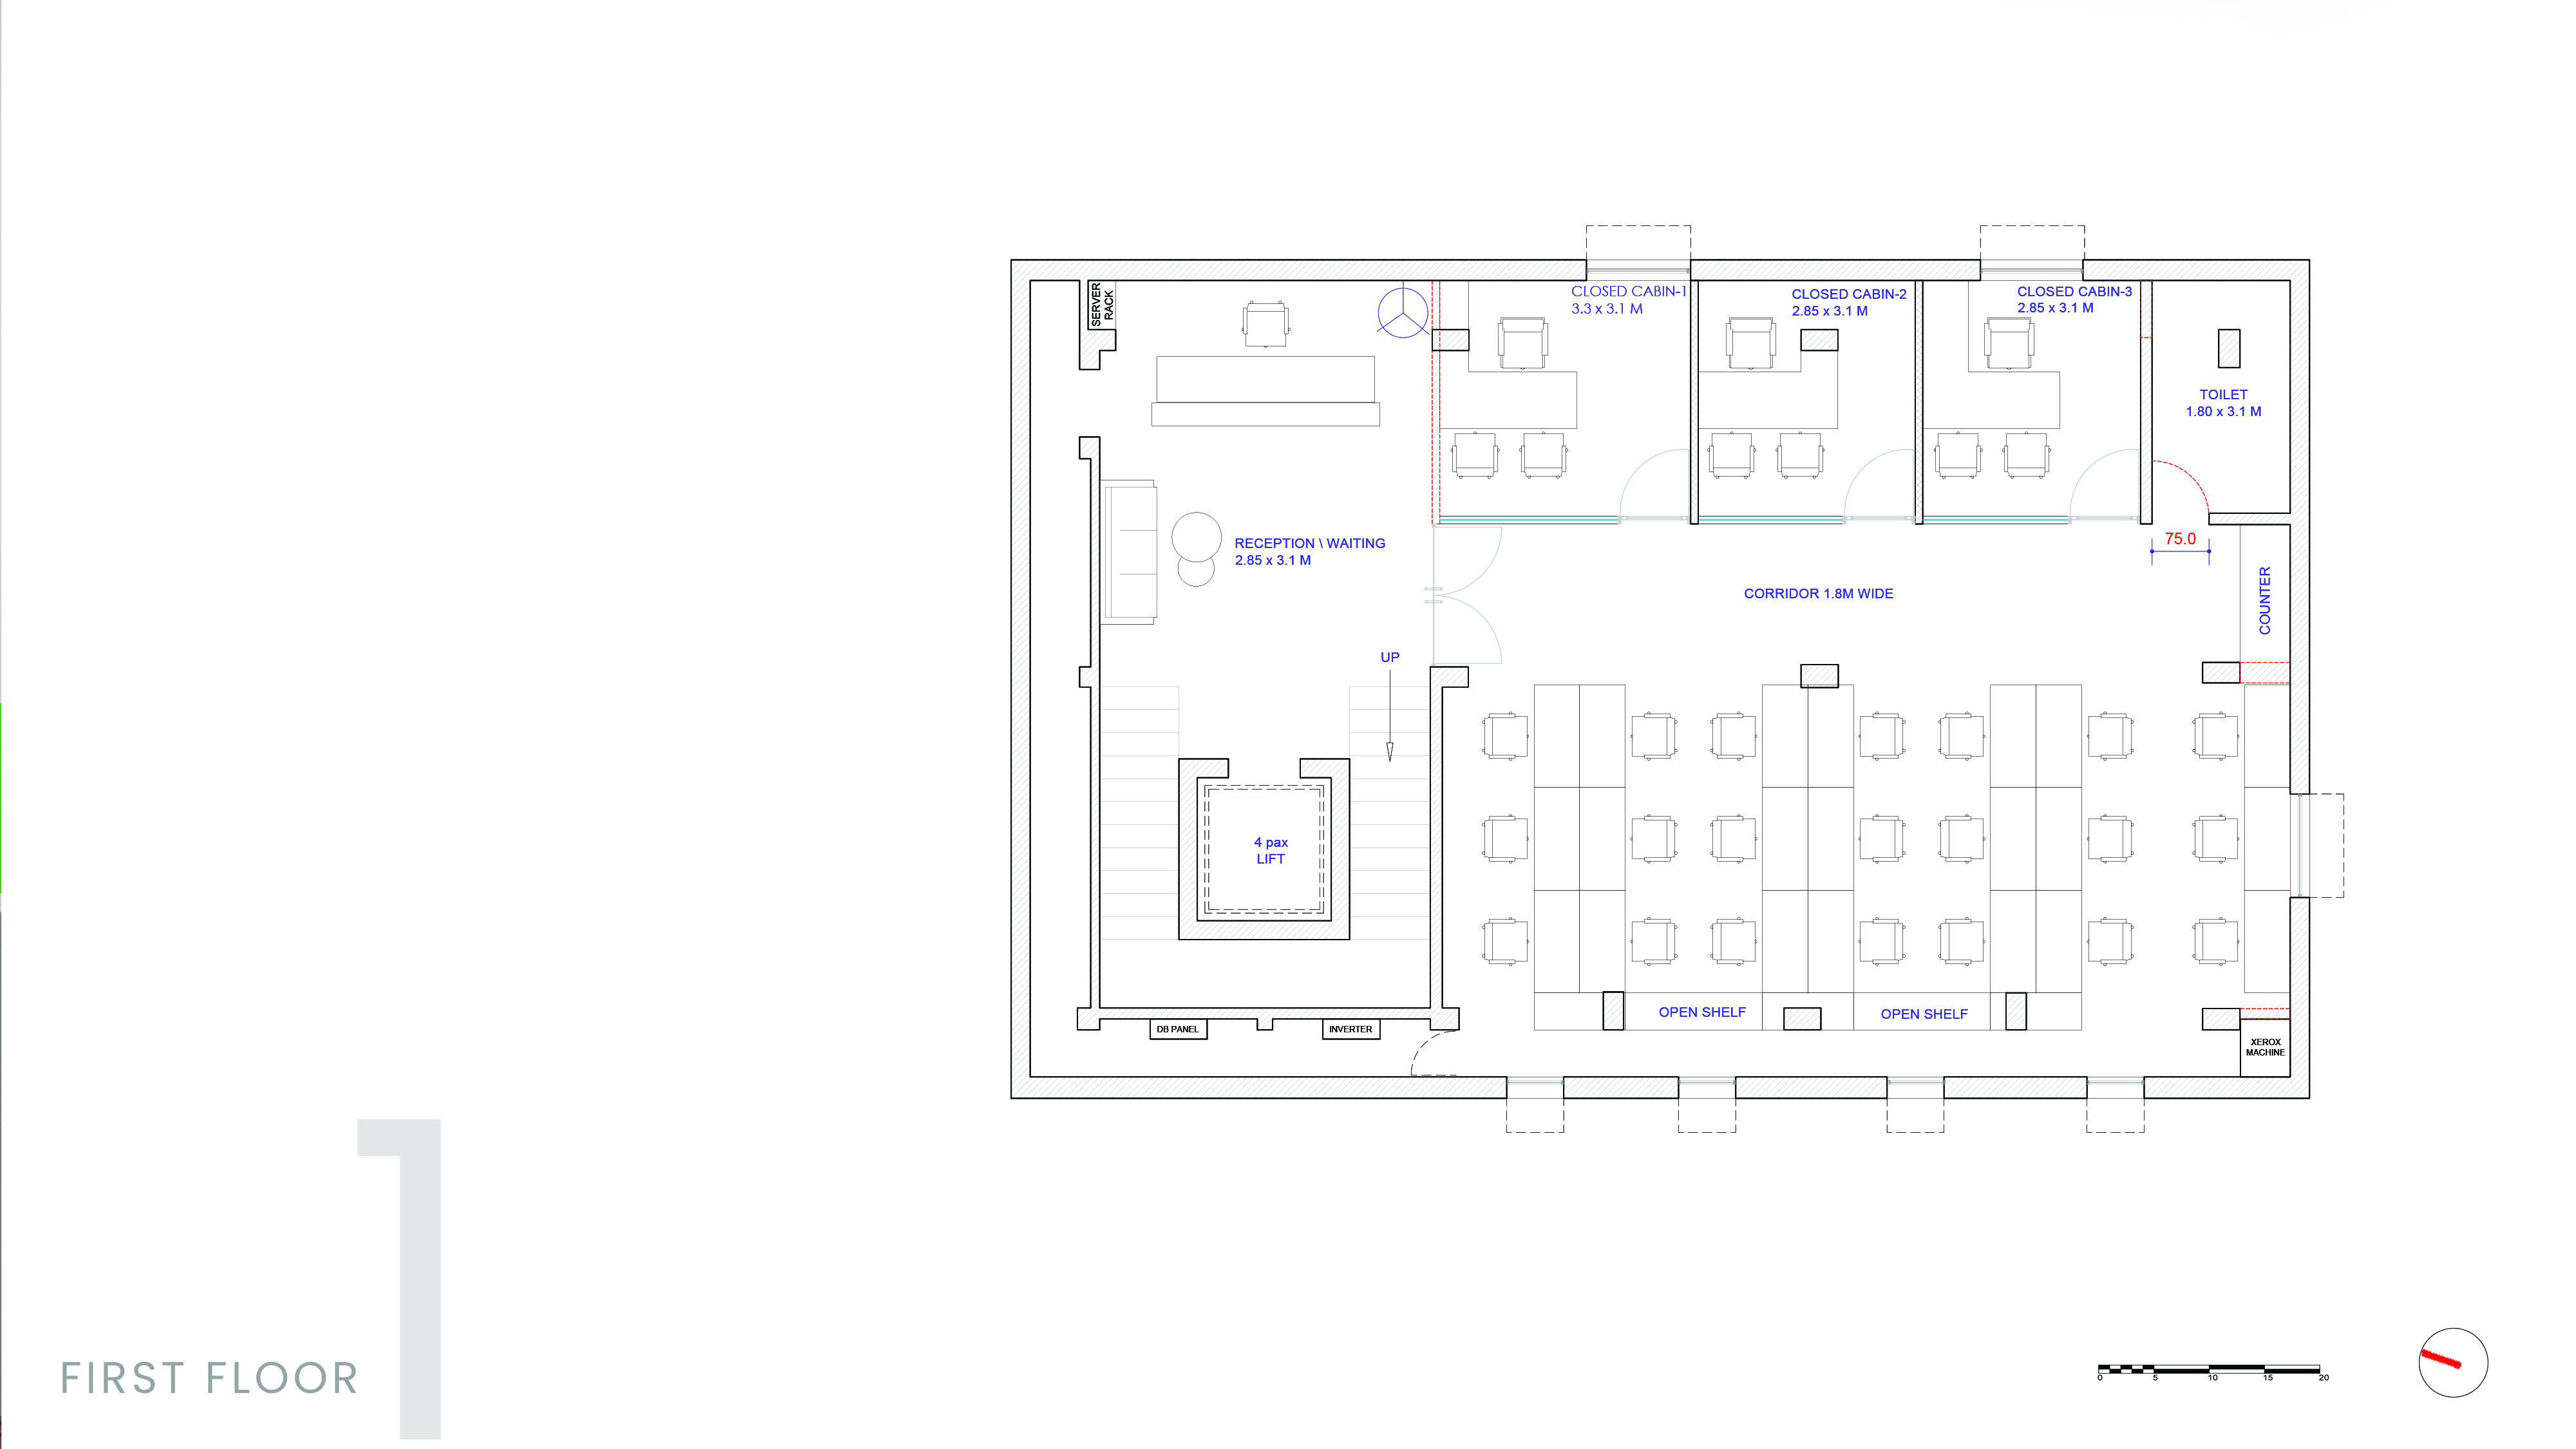 SERVER
RACK
CLOSED CABIN-1
3.3 x 3.1 M
CLOSED CABIN-2
2.85 x 3.1 M
CLOSED CABIN-3
2.85 x 3.1 M
TOILET
1.80 x 3.1 M
RECEPTION \ WAITING
2.85 x 3.1 M
75.0
CORRIDOR 1.8M WIDE
COUNTER
UP
4 pax
LIFT
OPEN SHELF
OPEN SHELF
DB PANEL
INVERTER
XEROX
MACHINE
1
FIRST FLOOR
0 5 10 15 20